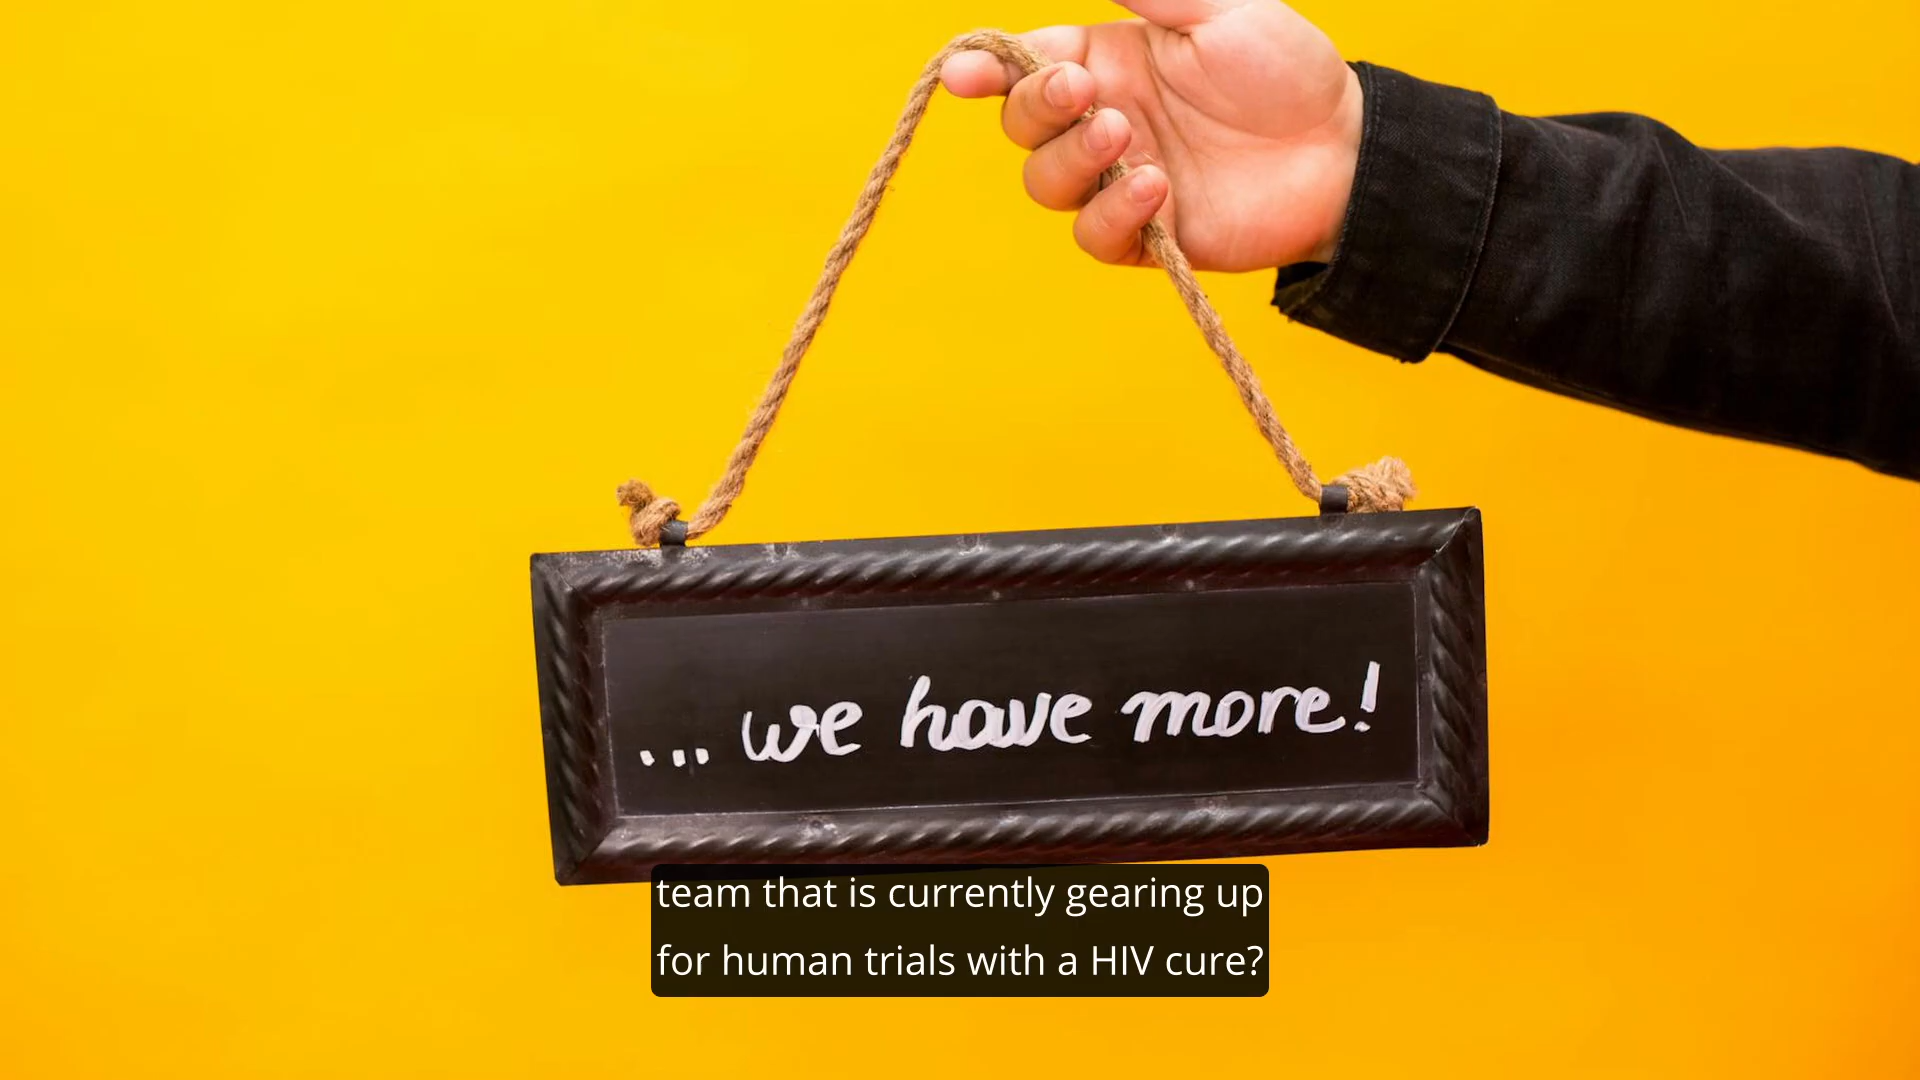 ... we have more!
team that is currently gearing up
for human trials with a HIV cure?